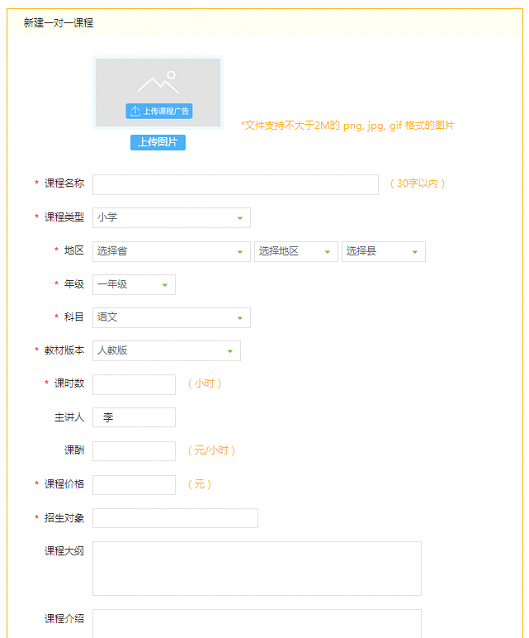 新建一对一课程
上传课程广告
上传图片
*文件支持不大于2M的 png, jpg, gif 格式的图片
* 课程名称 （30字以内）
* 课程类型 小学
* 地区 选择省 选择地区 选择县
* 年级 一年级
* 科目 语文
* 教材版本 人教版
* 课时数 （小时）
主讲人 李
课酬 （元/小时）
* 课程价格 （元）
* 招生对象
课程大纲
课程介绍